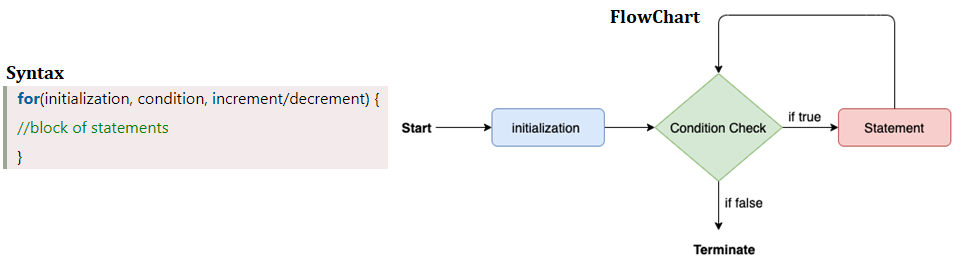 Syntax
for(initialization, condition, increment/decrement) {
//block of statements
}
FlowChart
Start
initialization
Condition Check
if true
Statement
if false
Terminate